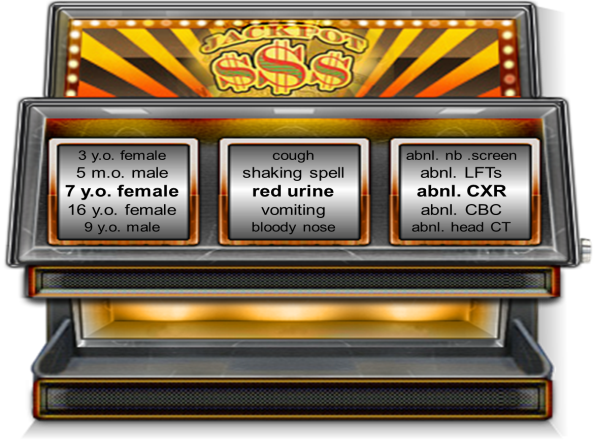 JACKPOT
$$$
3 y.o. female
5 m.o. male
7 y.o. female
16 y.o. female
9 y.o. male
cough
shaking spell
red urine
vomiting
bloody nose
abnl. nb .screen
abnl. LFTs
abnl. CXR
abnl. CBC
abnl. head CT